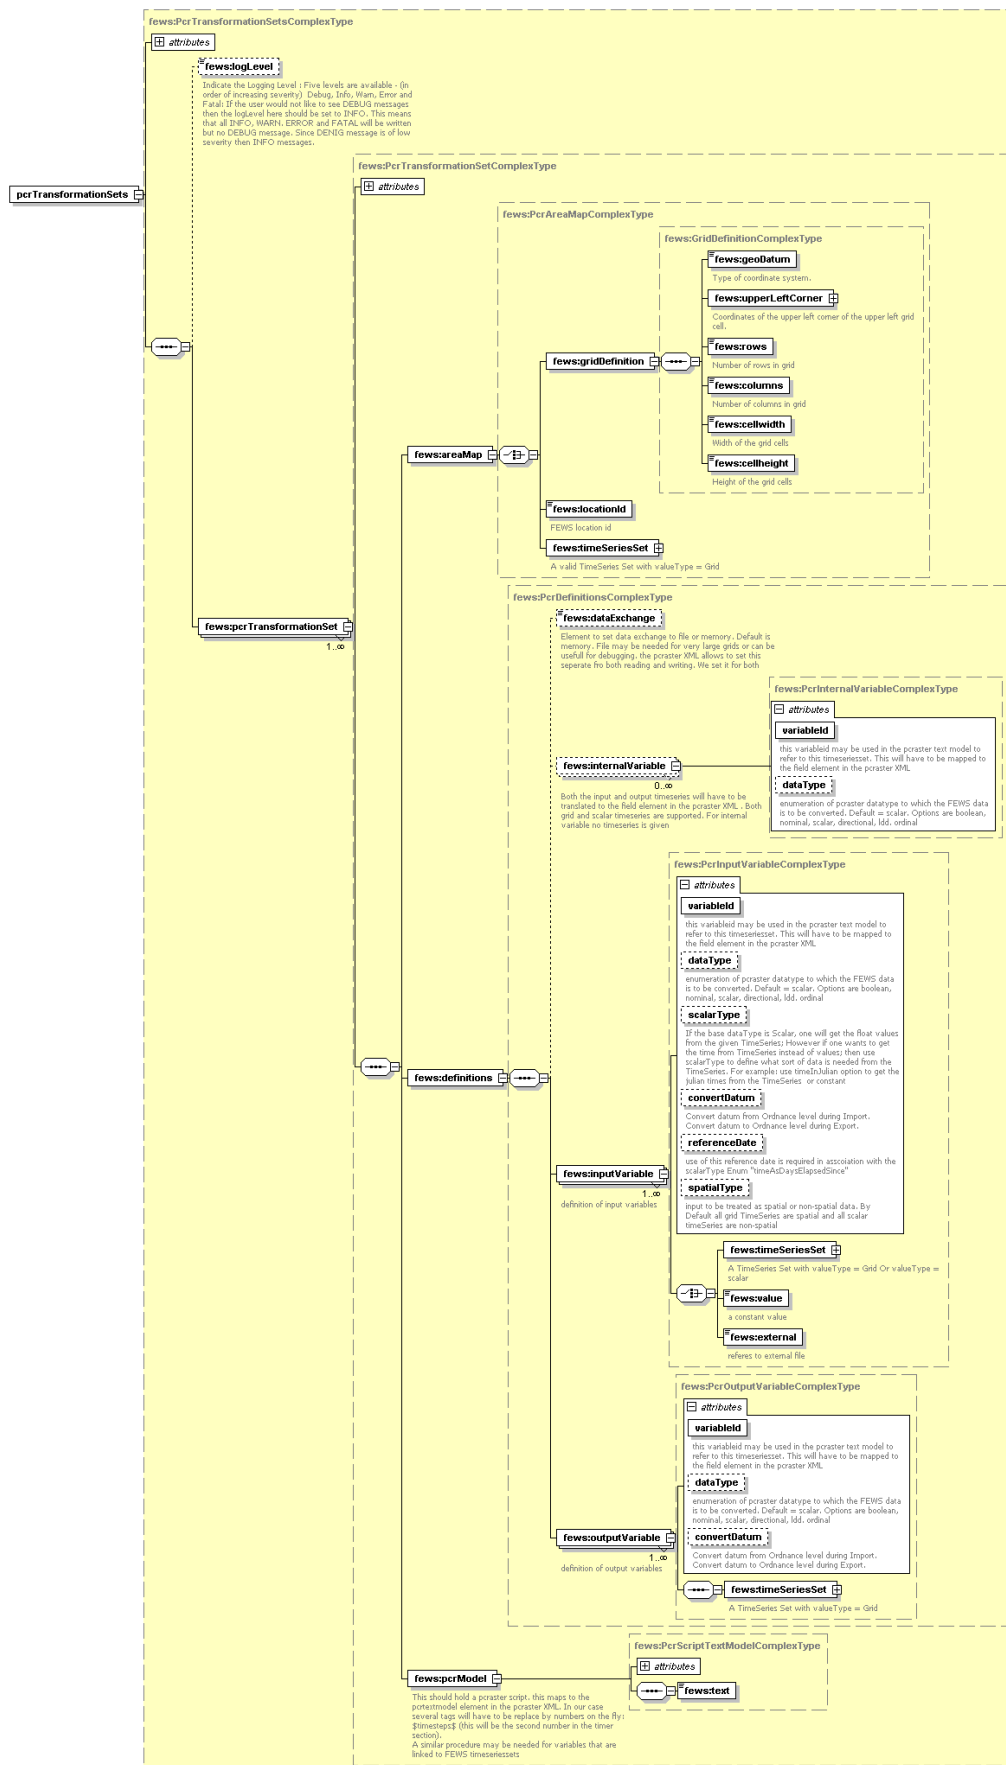 fews:PcrTransformationSetsComplexType
attributes
fews:logLevel
Indicate the Logging Level : Five levels are available - (in
order of increasing severity)  Debug, Info, Warn, Error and
Fatal: If the user would not like to see DEBUG messages
then the logLevel here should be set to INFO. This means
that all INFO, WARN. ERROR and FATAL will be written
but no DEBUG message. Since DENIG message is of low
severity then INFO messages.
fews:PcrTransformationSetComplexType
attributes
pcrTransformationSets
fews:PcrAreaMapComplexType
fews:GridDefinitionComplexType
fews:geoDatum
Type of coordinate system.
fews:upperLeftCorner
Coordinates of the upper left corner of the upper left grid
cell.
fews:rows
Number of rows in grid
fews:gridDefinition
fews:columns
Number of columns in grid
fews:cellwidth
Width of the grid cells
fews:areaMap
fews:cellheight
Height of the grid cells
fews:locationId
FEWS location id
fews:timeSeriesSet
A valid TimeSeries Set with valueType = Grid
fews:PcrDefinitionsComplexType
fews:dataExchange
Element to set data exchange to file or memory. Default is
memory. File may be needed for very large grids or can be
usefull for debugging. the pcraster XML allows to set this
seperate fro both reading and writing. We set it for both
fews:pcrTransformationSet
1..∞
fews:PcrInternalVariableComplexType
attributes
variableId
this variableid may be used in the pcraster text model to
refer to this timeseriesset. This will have to be mapped to
the field element in the pcraster XML
dataType
enumeration of pcraster datatype to which the FEWS data
is to be converted. Default = scalar. Options are boolean,
nominal, scalar, directional, ldd. ordinal
fews:internalVariable
0..∞
Both the input and output timeseries will have to be
translated to the field element in the pcraster XML . Both
grid and scalar timeseries are supported. For internal
variable no timeseries is given
fews:PcrInputVariableComplexType
attributes
variableId
this variableid may be used in the pcraster text model to
refer to this timeseriesset. This will have to be mapped to
the field element in the pcraster XML
dataType
enumeration of pcraster datatype to which the FEWS data
is to be converted. Default = scalar. Options are boolean,
nominal, scalar, directional, ldd. ordinal
scalarType
If the base dataType is Scalar, one will get the float values
from the given TimeSeries; However if one wants to get
the time from TimeSeries instead of values; then use
scalarType to define what sort of data is needed from the
TimeSeries. For example: use timeInJulian option to get the
julian times from the TimeSeries  or constant
fews:definitions
convertDatum
Convert datum from Ordnance level during Import.
Convert datum to Ordnance level during Export.
referenceDate
use of this reference date is required in asscoiation with the
scalarType Enum "timeAsDaysElapsedSince"
fews:inputVariable
1..∞
definition of input variables
spatialType
input to be treated as spatial or non-spatial data. By
Default all grid TimeSeries are spatial and all scalar
timeSeries are non-spatial
fews:timeSeriesSet
A TimeSeries Set with valueType = Grid Or valueType =
scalar
fews:value
a constant value
fews:external
referes to external file
fews:PcrOutputVariableComplexType
attributes
variableId
this variableid may be used in the pcraster text model to
refer to this timeseriesset. This will have to be mapped to
the field element in the pcraster XML
dataType
enumeration of pcraster datatype to which the FEWS data
is to be converted. Default = scalar. Options are boolean,
nominal, scalar, directional, ldd. ordinal
convertDatum
Convert datum from Ordnance level during Import.
Convert datum to Ordnance level during Export.
fews:outputVariable
1..∞
definition of output variables
fews:timeSeriesSet
A TimeSeries Set with valueType = Grid
fews:PcrScriptTextModelComplexType
attributes
fews:pcrModel
fews:text
This should hold a pcraster script. this maps to the
pcrtextmodel element in the pcraster XML. In our case
several tags will have to be replace by numbers on the fly:
$timesteps$ (this will be the second number in the timer
section).
A similar procedure may be needed for variables that are
linked to FEWS timeseriessets